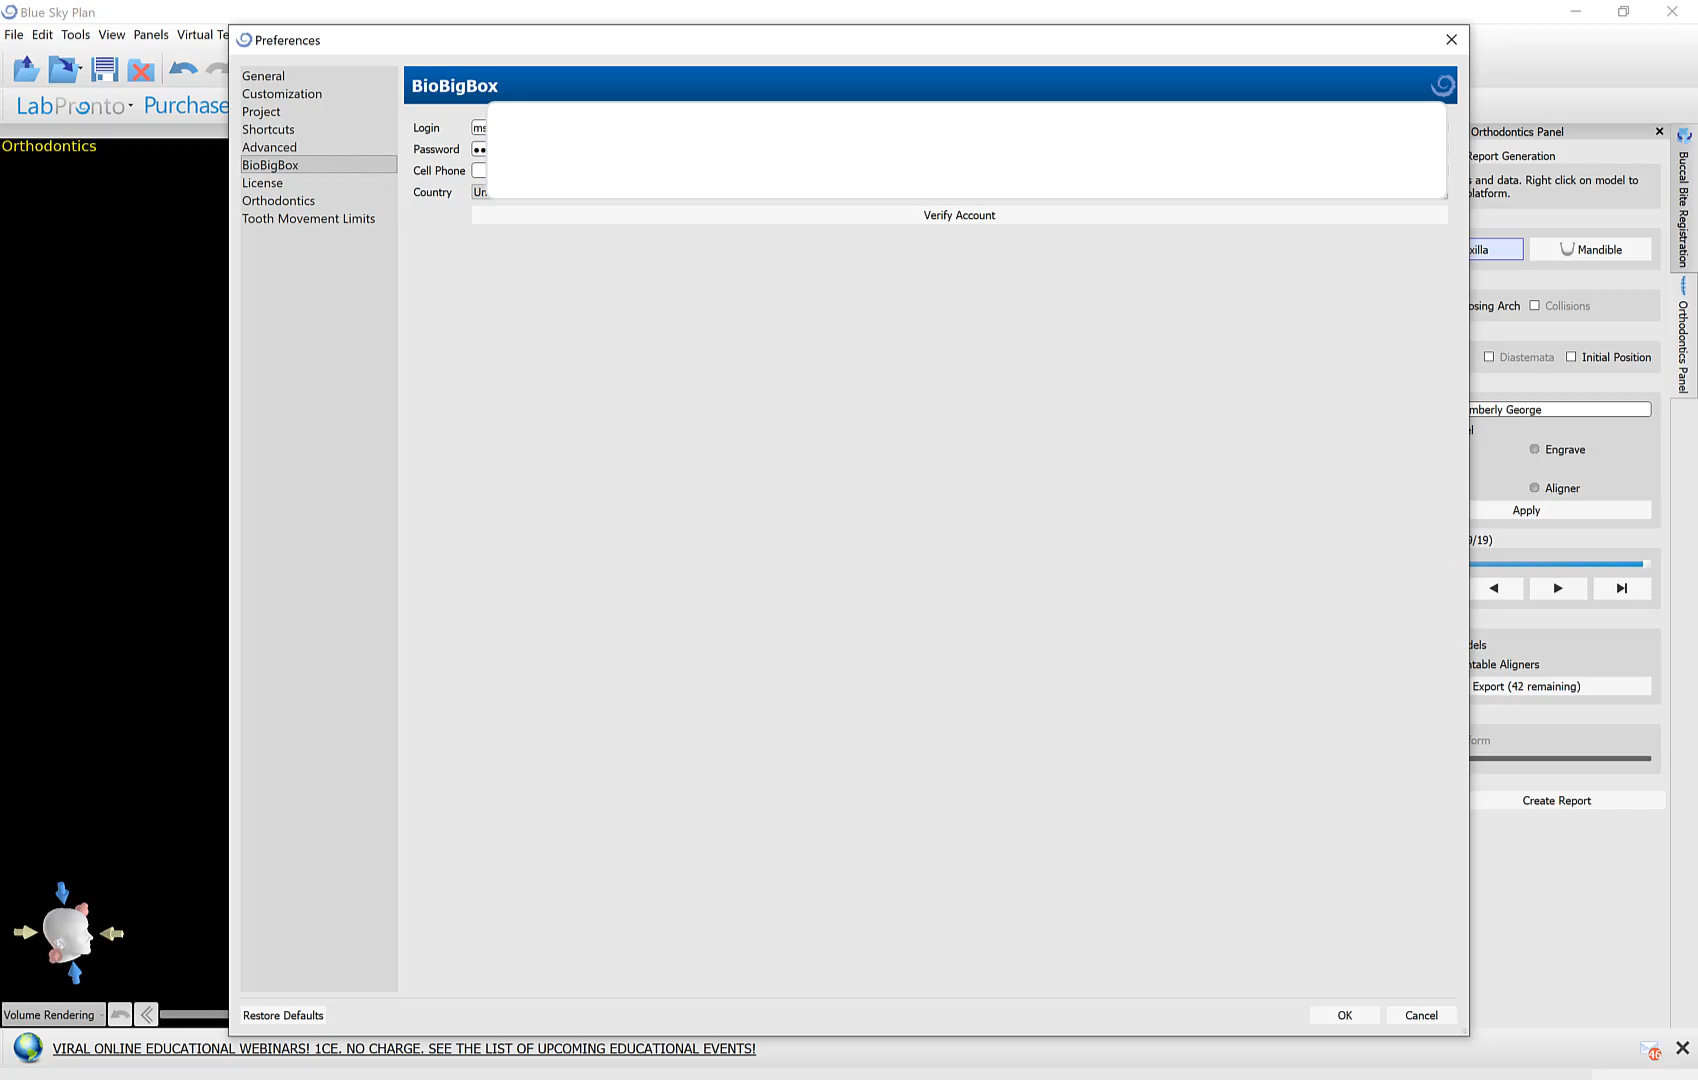 Blue Sky Plan
File Edit Tools View Panels Virtual
Preferences
LabPronto Purchase
Orthodontics
General
Customization
Project
Shortcuts
Advanced
BioBigBox
License
Orthodontics
Tooth Movement Limits
BioBigBox
Login
Password
Cell Phone
Country
Verify Account
Orthodontics Panel
Report Generation
and data. Right click on model to
platform.
Mandible
Arch Collisions
Diastemata Initial Position
George
Engrave
Aligner
Apply
/19)
Aligners
Export (42 remaining)
Create Report
Buccal Bite Registration
Orthodontics Panel
Volume Rendering
Restore Defaults OK Cancel
VIRAL ONLINE EDUCATIONAL WEBINARS! 1CE. NO CHARGE. SEE THE LIST OF UPCOMING EDUCATIONAL EVENTS!
46